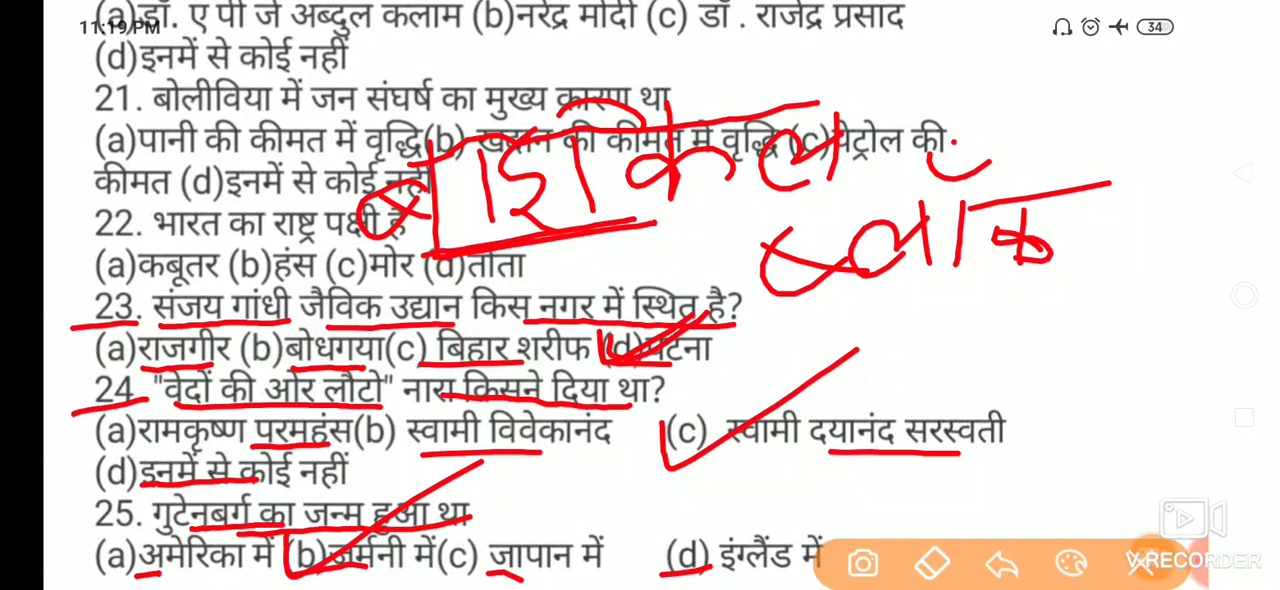 (a)डॉ. ए पी जे अब्दुल कलाम (b)नरेंद्र मोदी (c) डॉ . राजेंद्र प्रसाद
11:19 PM 34
(d)इनमें से कोई नहीं
21. बोलीविया में जन संघर्ष का मुख्य कारण था
(a)पानी की कीमत में वृद्धि(b) खदान की कीमत में वृद्धि (c)पेट्रोल की
कीमत (d)इनमें से कोई नहीं
22. भारत का राष्ट्र पक्षी है
(a)कबूतर (b)हंस (c)मोर (d)तोता
23. संजय गांधी जैविक उद्यान किस नगर में स्थित है?
(a)राजगीर (b)बोधगया(c) बिहार शरीफ (d)पटना
24. "वेदों की ओर लौटो" नारा किसने दिया था?
(a)रामकृष्ण परमहंस(b) स्वामी विवेकानंद (c) स्वामी दयानंद सरस्वती
(d)इनमें से कोई नहीं
25. गुटेनबर्ग का जन्म हुआ था
(a)अमेरिका में (b)जर्मनी में(c) जापान में (d) इंग्लैंड में
VRECORDER